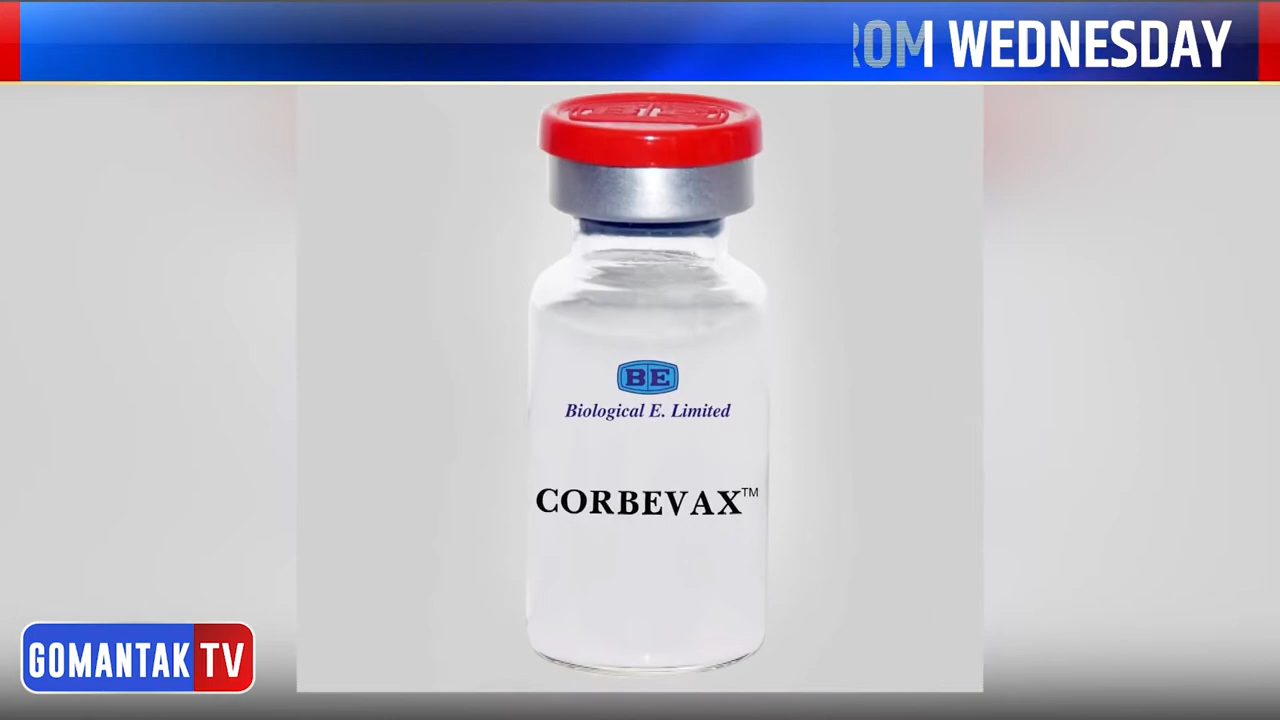 WEDNESDAY
BE
Biological E. Limited
CORBEVAX™
GOMANTAK TV